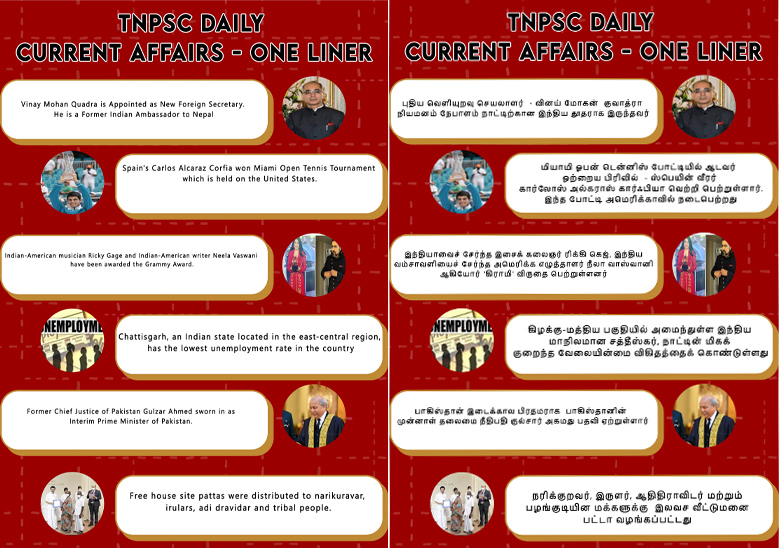 TNPSC DAILY
CURRENT AFFAIRS - ONE LINER
Vinay Mohan Quadra is Appointed as New Foreign Secretary.
He is a Former Indian Ambassador to Nepal
Spain's Carlos Alcaraz Corfia won Miami Open Tennis Tournament
which is held on the United States.
Indian-American musician Ricky Gage and Indian-American writer Neela Vaswani
have been awarded the Grammy Award.
NEMPLOYME
Chattisgarh, an Indian state located in the east-central region,
has the lowest unemployment rate in the country
Former Chief Justice of Pakistan Gulzar Ahmed sworn in as
Interim Prime Minister of Pakistan.
Free house site pattas were distributed to narikuravar,
irulars, adi dravidar and tribal people.
TNPSC DAILY
CURRENT AFFAIRS - ONE LINER
புதிய வெளியுறவு செயலாளர் - வினய் மோகன் குவாத்ரா
நியமனம் நேபாளம் நாட்டிற்கான இந்திய தூதராக இருந்தவர்
மியாமி ஓபன் டென்னிஸ் போட்டியில் ஆடவர்
ஒற்றைய பிரிவில் - ஸ்பெயின் வீரர்
கார்லோஸ் அல்கராஸ் கார்ஃபியா வெற்றி பெற்றுள்ளார்.
இந்த போட்டி அமெரிக்காவில் நடைபெற்றது
இந்தியாவைச் சேர்ந்த இசைக் கலைஞர் ரிக்கி கெஜ், இந்திய
வம்சாவளியைச் சேர்ந்த அமெரிக்க எழுத்தாளர் நீலா வாஸ்வானி
ஆகியோர் 'கிராமி' விருதை பெற்றுள்ளனர்
NEMPLOYME
கிழக்கு-மத்திய பகுதியில் அமைந்துள்ள இந்திய
மாநிலமான சத்தீஸ்கர், நாட்டின் மிகக்
குறைந்த வேலையின்மை விகிதத்தைக் கொண்டுள்ளது
பாகிஸ்தான் இடைக்கால பிரதமராக பாகிஸ்தானின்
முன்னாள் தலைமை நீதிபதி குல்சார் அகமது பதவி ஏற்றுள்ளார்
நரிக்குறவர், இருளர், ஆதிதிராவிடர் மற்றும்
பழங்குடியின மக்களுக்கு இலவச வீட்டுமனை
பட்டா வழங்கப்பட்டது